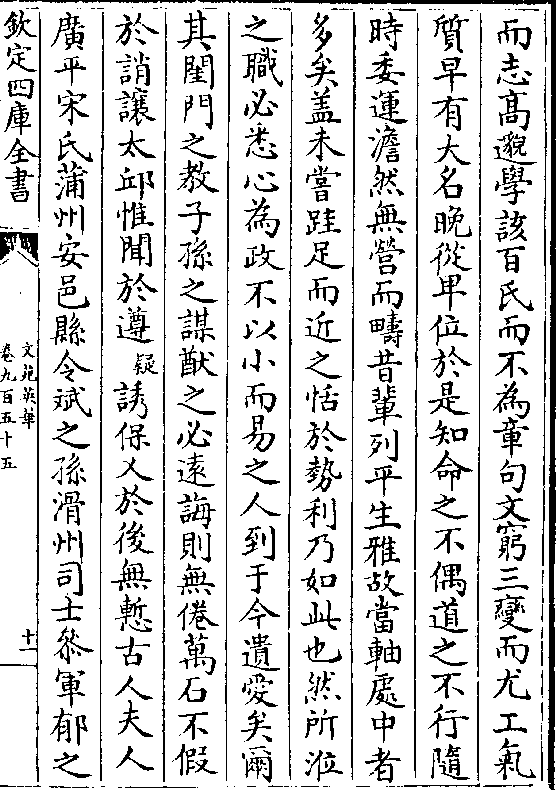 而志髙邈學該百氏而不為章句文窮三變而尤工氣
質早有大名晚從卑位於是知命之不偶道之不行隨
時委運澹然無營而疇昔輩列平生雅故當軸處中者
多矣盖未嘗跬足而近之恬於勢利乃如此也然所涖
之職必悉心為政不以小而易之人到于今遺愛矣爾
其閨門之教子孫之謀猷之必逺誨則無倦萬石不假
於誚讓太邱惟聞於遵疑誘保乂於後無慙古人夫人
廣平宋氏蒲州安邑縣令斌之孫滑州司士叅軍郁之
欽定四庫全書
文苑英華
卷九百五十五
十一